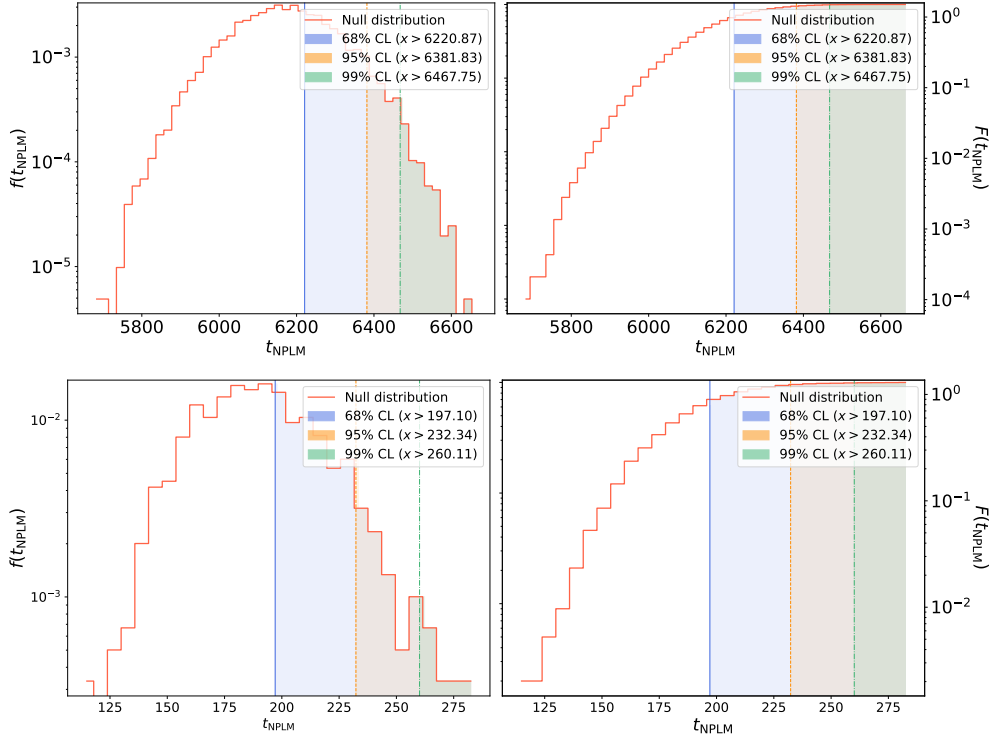 10⁻³
10⁻⁴
10⁻⁵
f(t_NPLM)
Null distribution
68% CL (x > 6220.87)
95% CL (x > 6381.83)
99% CL (x > 6467.75)
5800 6000 6200 6400 6600
t_NPLM
Null distribution
68% CL (x > 6220.87)
95% CL (x > 6381.83)
99% CL (x > 6467.75)
10⁰
10⁻¹
10⁻²
10⁻³
10⁻⁴
F(t_NPLM)
5800 6000 6200 6400 6600
t_NPLM
10⁻²
10⁻³
f(t_NPLM)
Null distribution
68% CL (x > 197.10)
95% CL (x > 232.34)
99% CL (x > 260.11)
125 150 175 200 225 250 275
t_NPLM
Null distribution
68% CL (x > 197.10)
95% CL (x > 232.34)
99% CL (x > 260.11)
10⁰
10⁻¹
10⁻²
F(t_NPLM)
125 150 175 200 225 250 275
t_NPLM